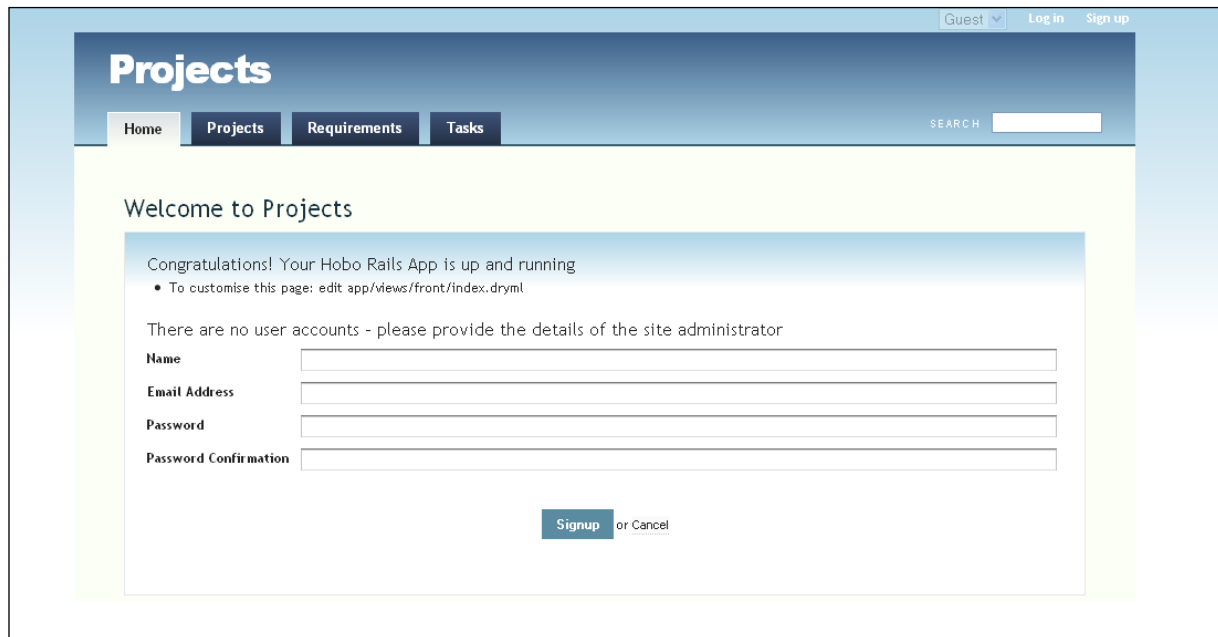 Guest Log in Sign up
Projects
Home Projects Requirements Tasks SEARCH
Welcome to Projects
Congratulations! Your Hobo Rails App is up and running
• To customise this page: edit app/views/front/index.dryml
There are no user accounts - please provide the details of the site administrator
Name
Email Address
Password
Password Confirmation
Signup or Cancel